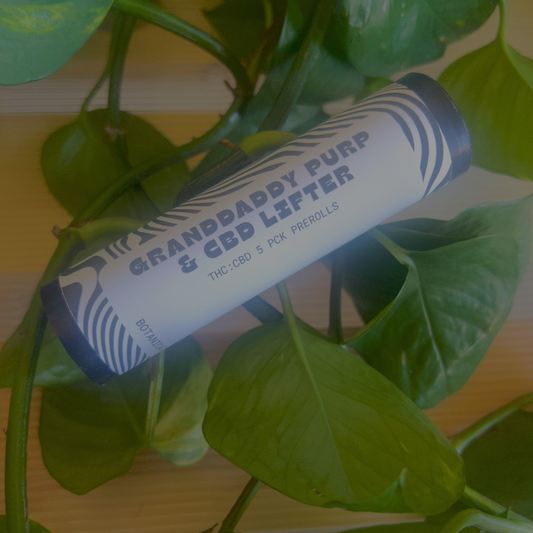 GRANDDADDY PURP
& CBD LIFTER
THC:CBD 5 PCK PREROLLS